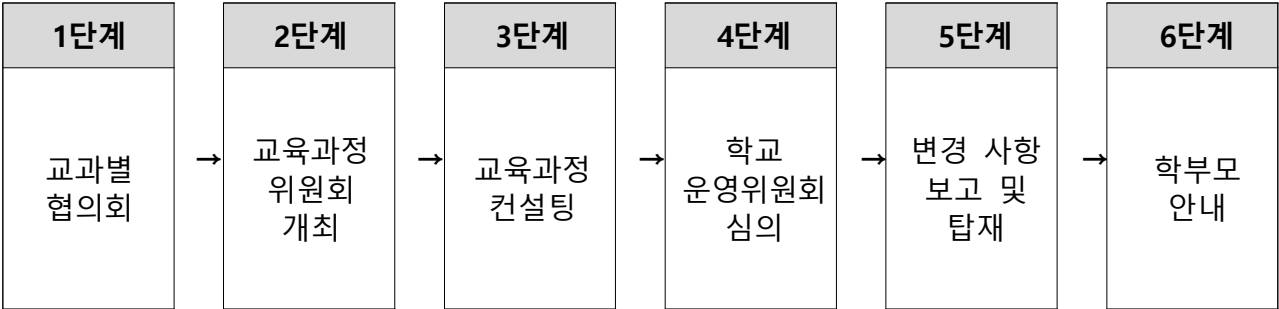 1단계 2단계 3단계 4단계 5단계 6단계
교과별
협의회
→
교육과정
위원회
개최
→
교육과정
컨설팅
→
학교
운영위원회
심의
→
변경 사항
보고 및
탑재
→
학부모
안내